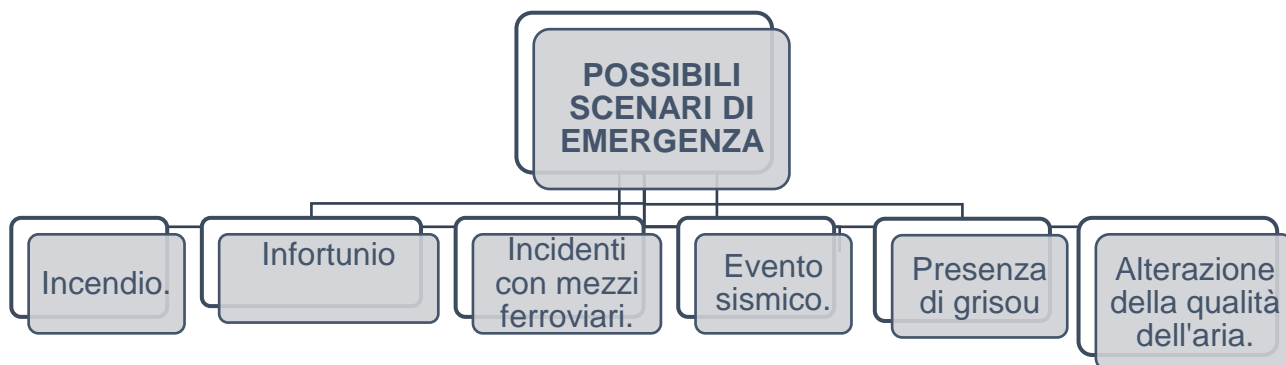 POSSIBILI
SCENARI DI
EMERGENZA
Incendio.
Infortunio
Incidenti
con mezzi
ferroviari.
Evento
sismico.
Presenza
di grisou
Alterazione
della qualità
dell'aria.